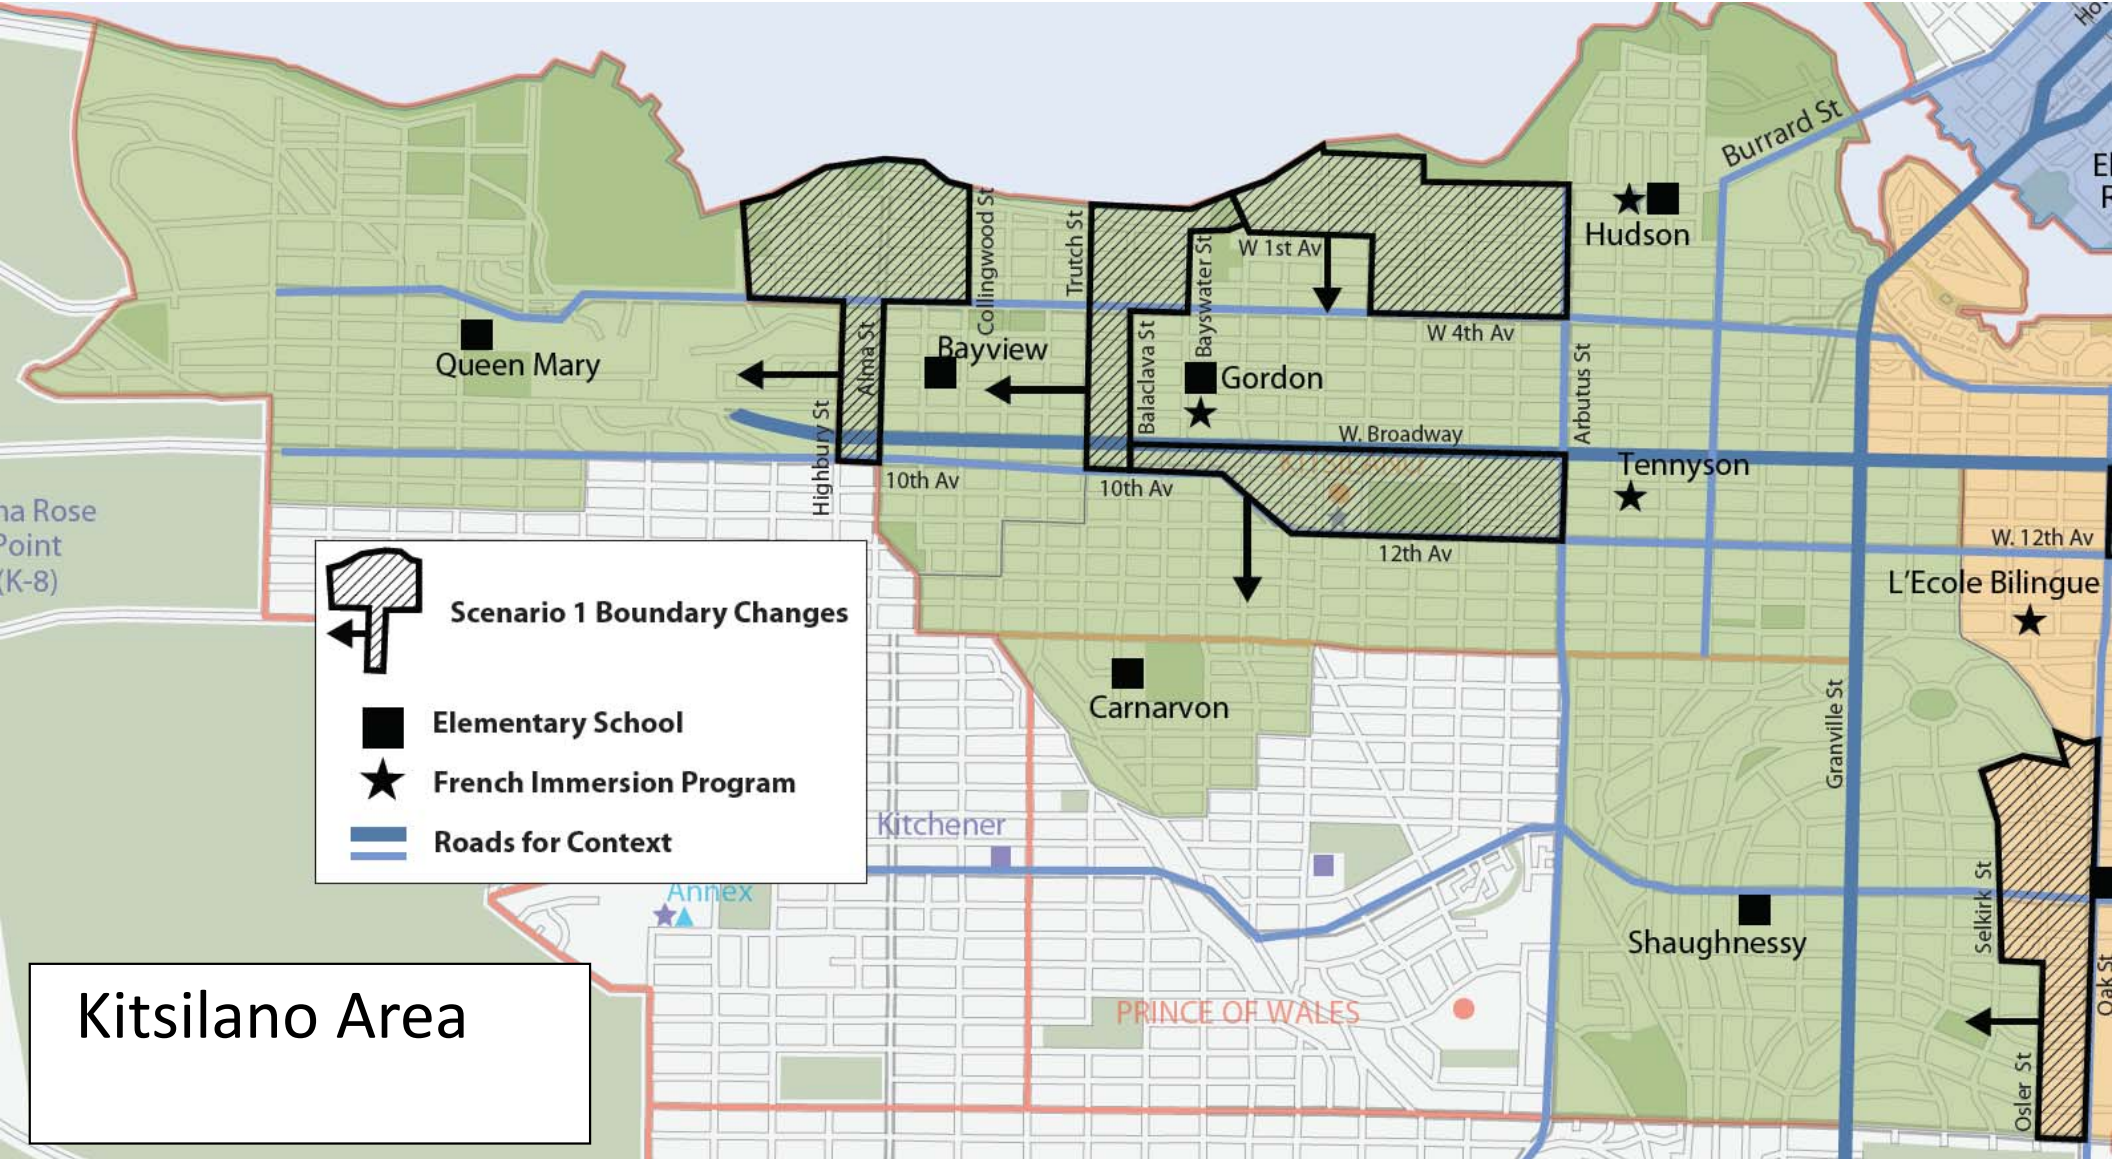 Burrard St
Hudson
Collingwood St
Trutch St
Bayswater St
W 1st Av
W 4th Av
Queen Mary
Bayview
Alma St
Balaclava St
Gordon
Arbutus St
Highbury St
W. Broadway
KITSILANO
Tennyson
10th Av
10th Av
12th Av
W. 12th Av
L'Ecole Bilingue
Point
(K-8)
Scenario 1 Boundary Changes
Elementary School
French Immersion Program
Roads for Context
Carnarvon
Granville St
Kitchener
Annex
Selkirk St
Shaughnessy
Oak St
PRINCE OF WALES
Osler St
Kitsilano Area